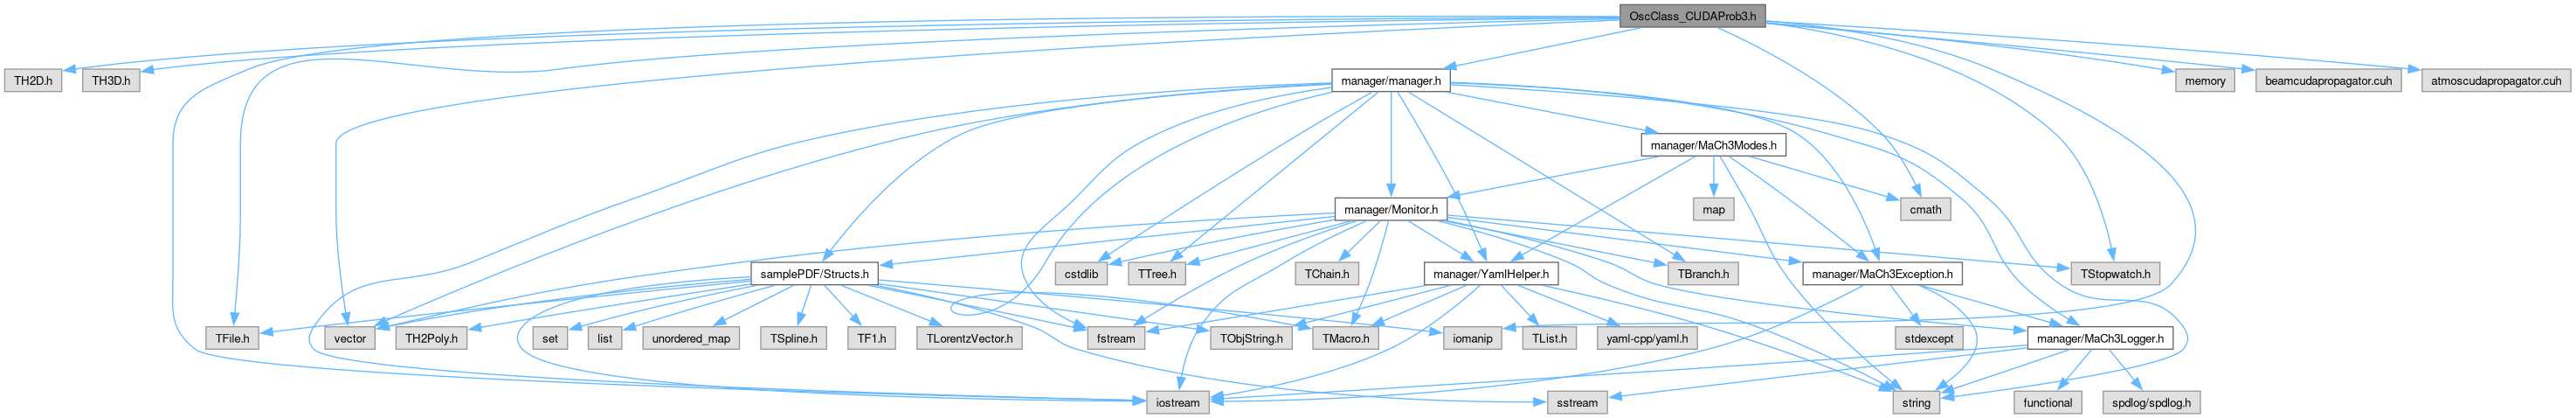 OscClass_CUDAProb3.h
TH2D.h
TH3D.h
manager/manager.h
memory
beamcudapropagator.cuh
atmoscudapropagator.cuh
manager/MaCh3Modes.h
manager/Monitor.h
map
cmath
samplePDF/Structs.h
cstdlib
TTree.h
TChain.h
manager/YamlHelper.h
TBranch.h
manager/MaCh3Exception.h
TStopwatch.h
TFile.h
vector
TH2Poly.h
set
list
unordered_map
TSpline.h
TF1.h
TLorentzVector.h
fstream
TObjString.h
TMacro.h
iomanip
TList.h
yaml-cpp/yaml.h
stdexcept
manager/MaCh3Logger.h
iostream
sstream
string
functional
spdlog/spdlog.h